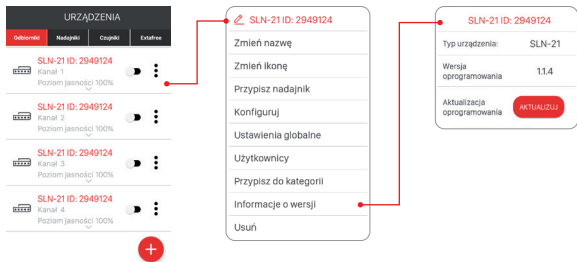 URZĄDZENIA
Odbiorniki Nadajniki Czujniki Extafree
SLN-21 ID: 2949124
Kanał 1
Poziom jasności 100%
SLN-21 ID: 2949124
Kanał 2
Poziom jasności 100%
SLN-21 ID: 2949124
Kanał 3
Poziom jasności 100%
SLN-21 ID: 2949124
Kanał 4
Poziom jasności 100%
SLN-21 ID: 2949124
Zmień nazwę
Zmień ikonę
Przypisz nadajnik
Konfiguruj
Ustawienia globalne
Użytkownicy
Przypisz do kategorii
Informacje o wersji
Usuń
SLN-21 ID: 2949124
Typ urządzenia: SLN-21
Wersja
oprogramowania 1.1.4
Aktualizacja
oprogramowania AKTUALIZUJ